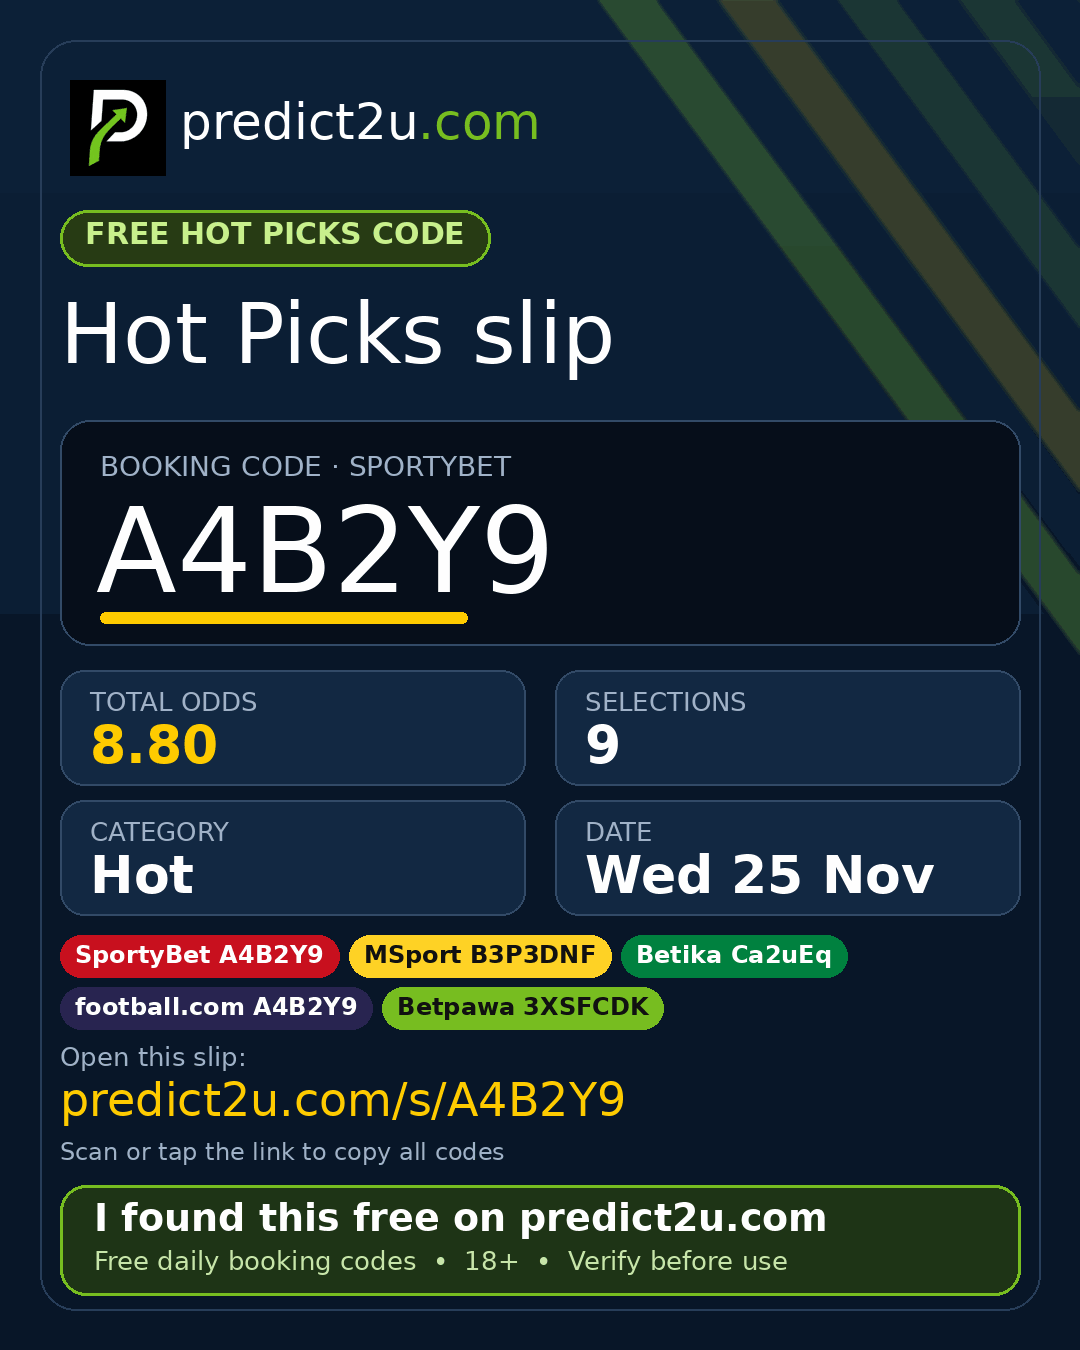 predict2u.com
FREE HOT PICKS CODE
Hot Picks slip
BOOKING CODE · SPORTYBET
A4B2Y9
TOTAL ODDS
8.80
SELECTIONS
9
CATEGORY
Hot
DATE
Wed 25 Nov
SportyBet A4B2Y9
MSport B3P3DNF
Betika Ca2uEq
football.com A4B2Y9
Betpawa 3XSFCDK
Open this slip:
predict2u.com/s/A4B2Y9
Scan or tap the link to copy all codes
I found this free on predict2u.com
Free daily booking codes • 18+ • Verify before use